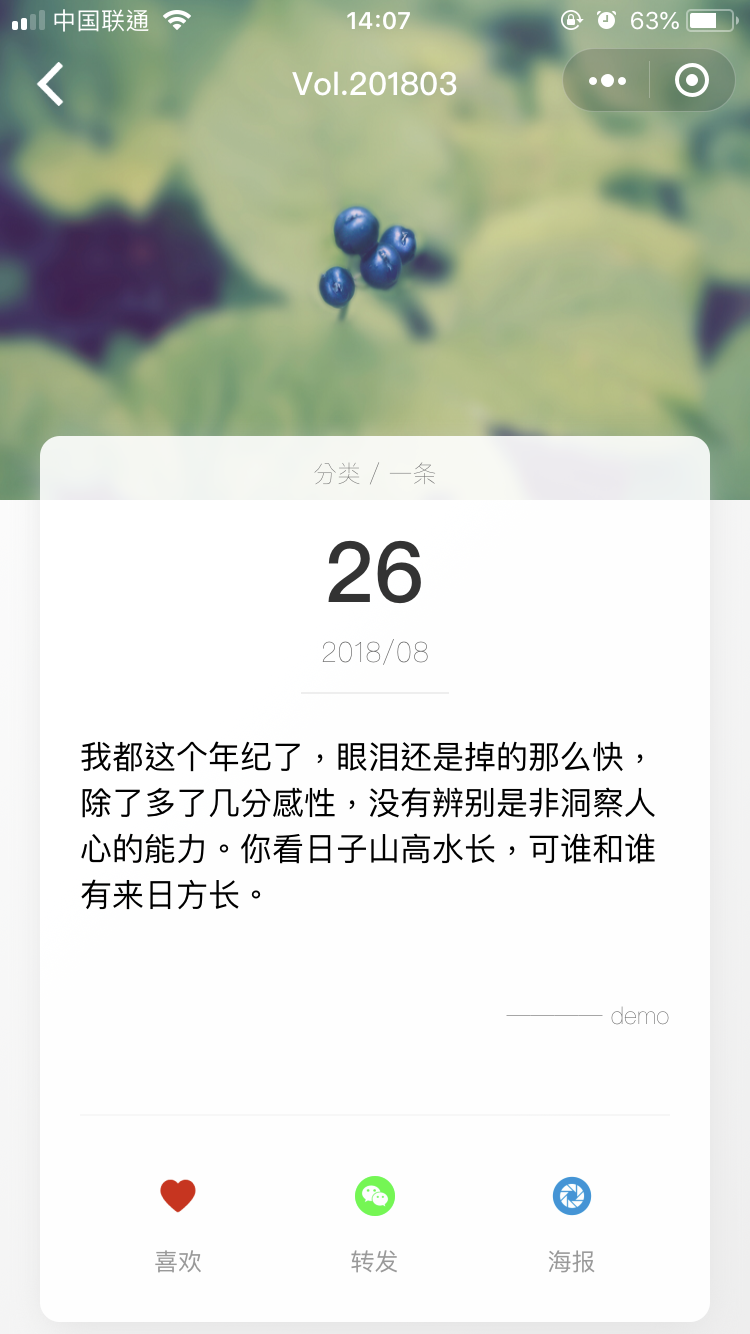 中国联通 14:07 63%
Vol.201803
分类 / 一条
26
2018/08
我都这个年纪了，眼泪还是掉的那么快，
除了多了几分感性，没有辨别是非洞察人
心的能力。你看日子山高水长，可谁和谁
有来日方长。
——— demo
喜欢 转发 海报